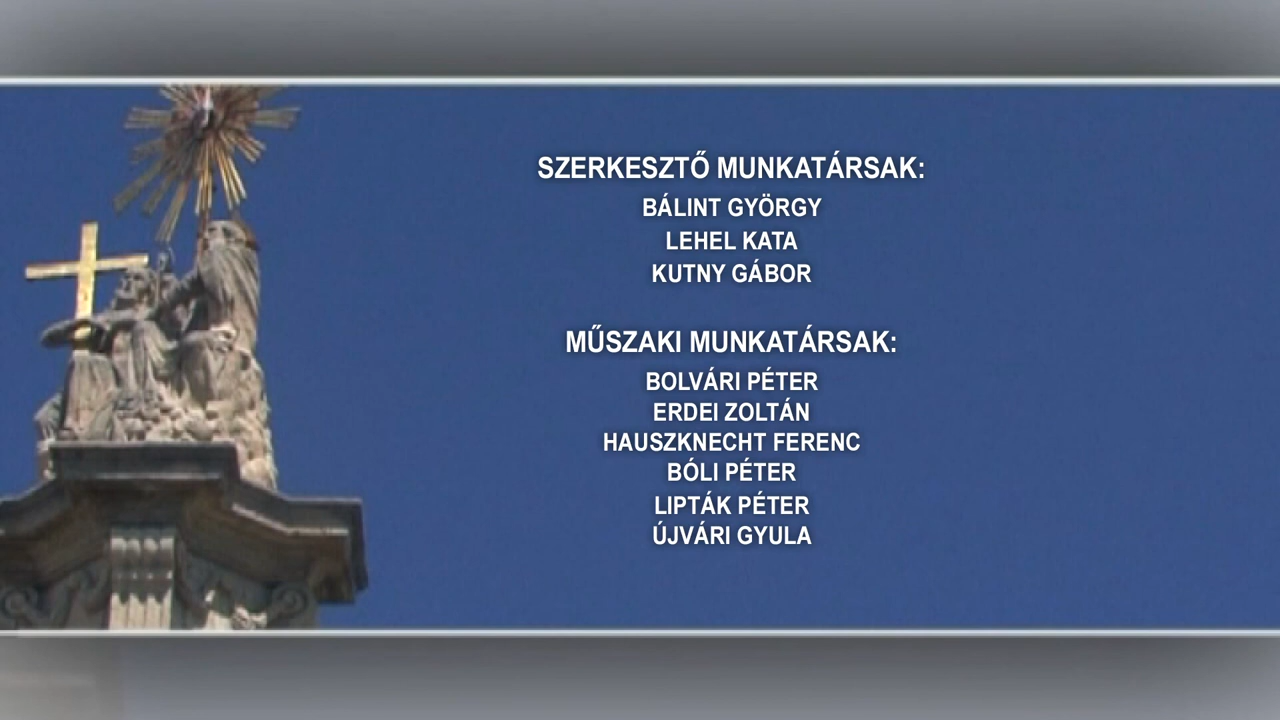 SZERKESZTŐ MUNKATÁRSAK:
BÁLINT GYÖRGY
LEHEL KATA
KUTNY GÁBOR
MŰSZAKI MUNKATÁRSAK:
BOLVÁRI PÉTER
ERDEI ZOLTÁN
HAUSZKNECHT FERENC
BÓLI PÉTER
LIPTÁK PÉTER
ÚJVÁRI GYULA